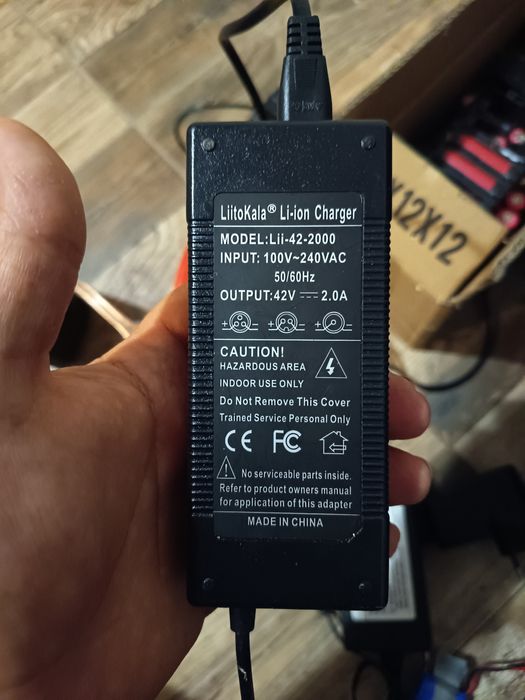 LiitoKala® Li-ion Charger
MODEL:Lii-42-2000
INPUT: 100V~240VAC
50/60Hz
OUTPUT:42V ⎓ 2.0A
CAUTION!
HAZARDOUS AREA
INDOOR USE ONLY
Do Not Remove This Cover
Trained Service Personal Only
CE FC
No serviceable parts inside.
Refer to product owners manual
for application of this adapter
MADE IN CHINA
X12X12